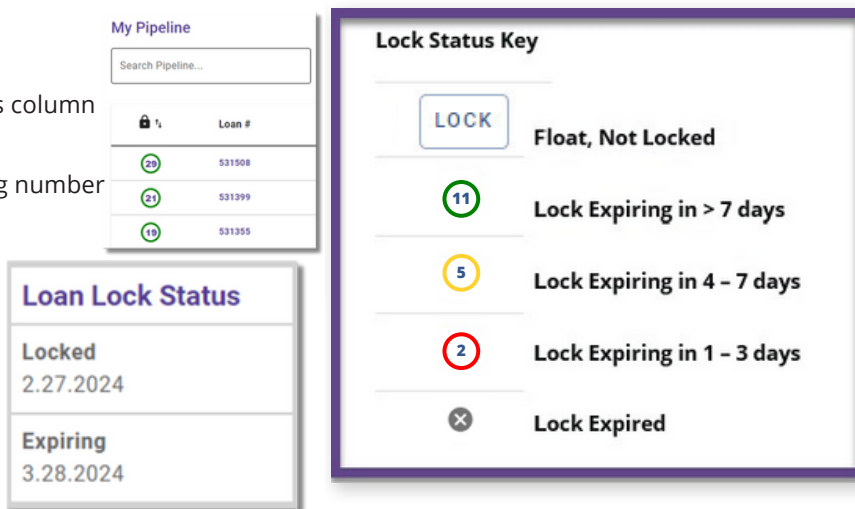 s column
g number
My Pipeline
Search Pipeline...
Loan #
29 531508
21 531399
19 531355
Loan Lock Status
Locked
2.27.2024
Expiring
3.28.2024
Lock Status Key
LOCK Float, Not Locked
11 Lock Expiring in > 7 days
5 Lock Expiring in 4 – 7 days
2 Lock Expiring in 1 – 3 days
Lock Expired